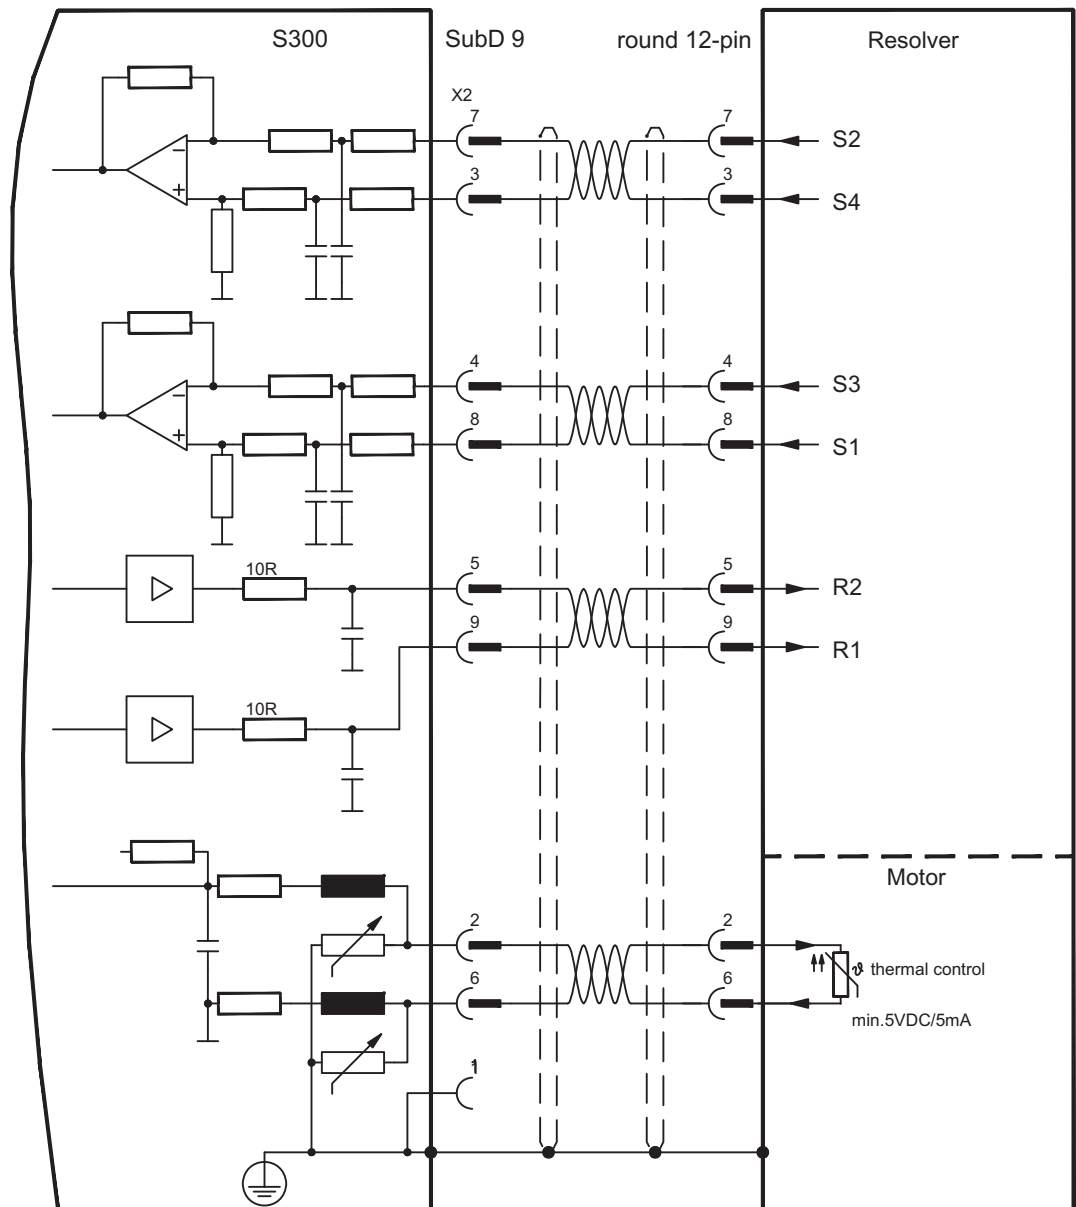 S300 SubD 9 round 12-pin Resolver
X2
7 7 S2
3 3 S4
4 4 S3
8 8 S1
10R 5 5 R2
9 9 R1
10R
Motor
2 2
ϑ thermal control
6 6
min.5VDC/5mA
1